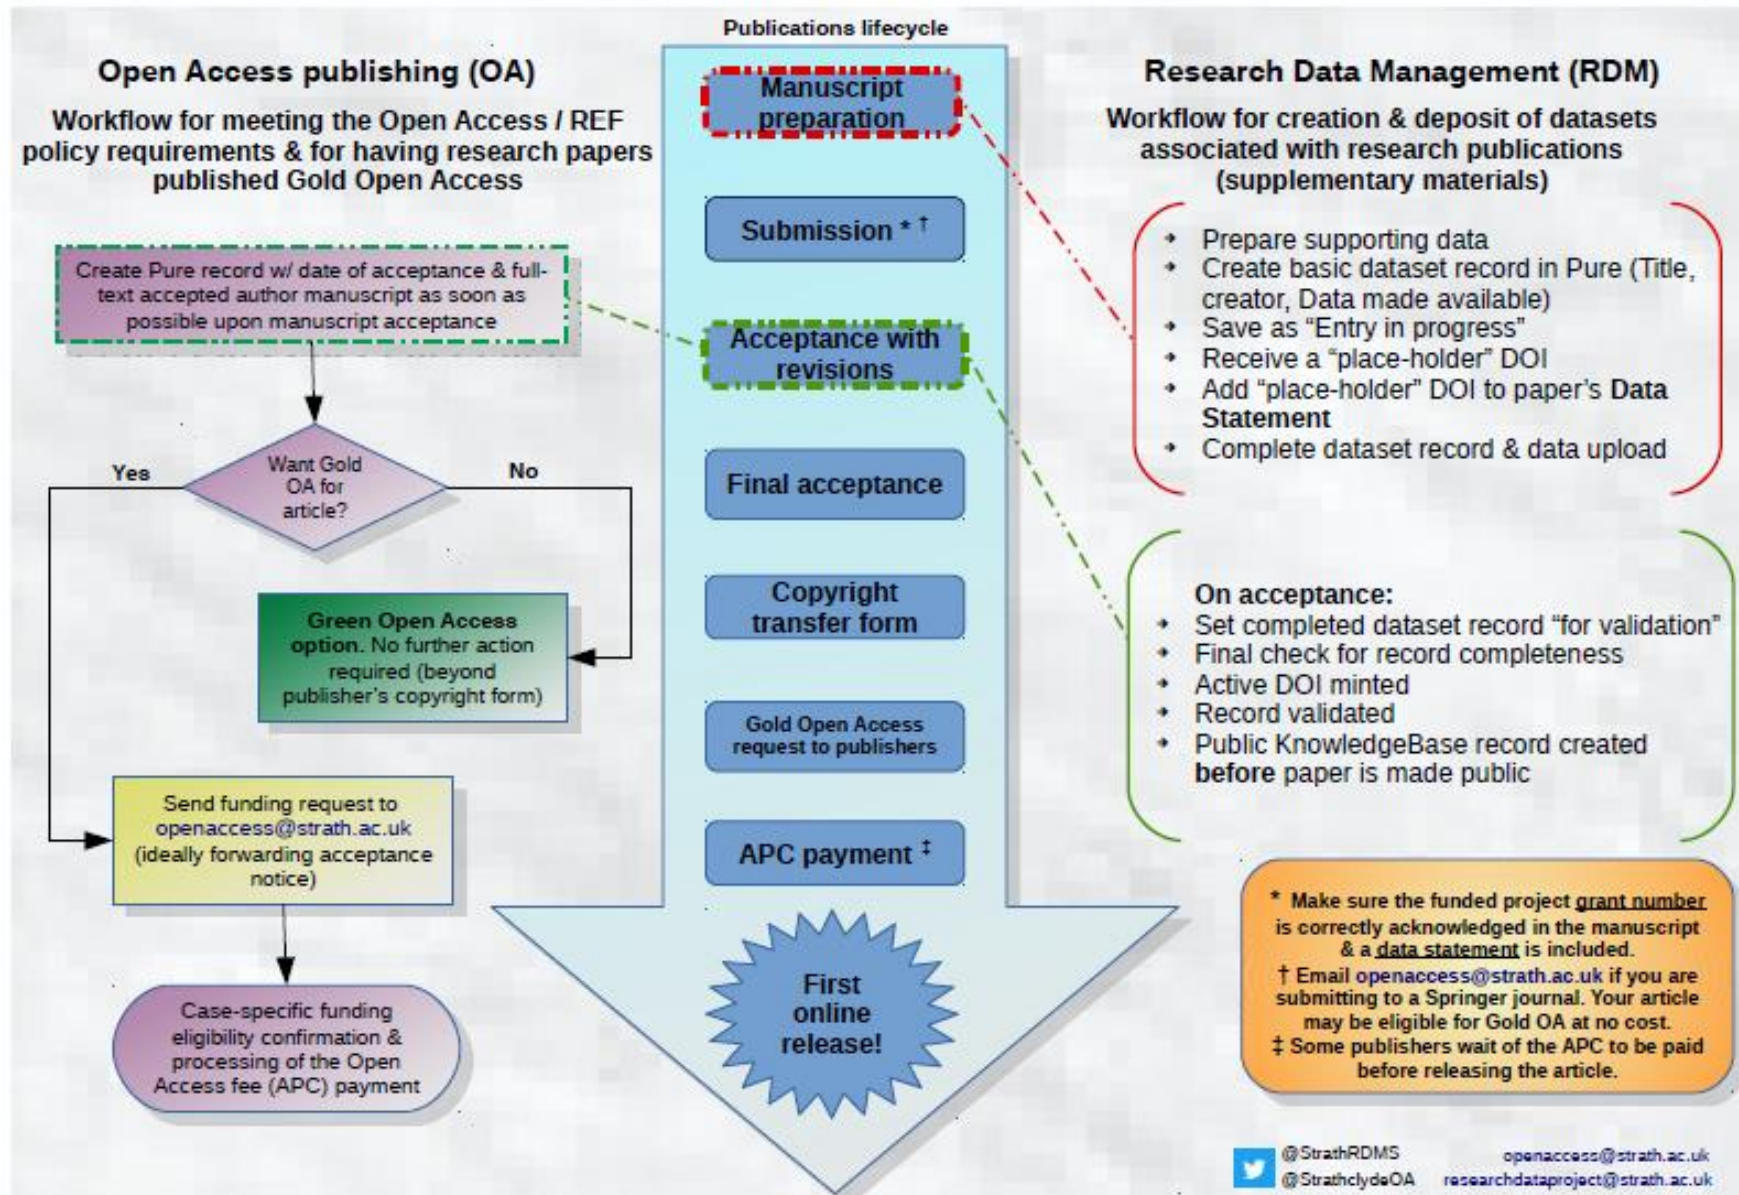 Publications lifecycle
Open Access publishing (OA)
Workflow for meeting the Open Access / REF
policy requirements & for having research papers
published Gold Open Access
Create Pure record w/ date of acceptance & full-
text accepted author manuscript as soon as
possible upon manuscript acceptance
Want Gold
OA for
article?
Yes
No
Green Open Access
option. No further action
required (beyond
publisher's copyright form)
Send funding request to
openaccess@strath.ac.uk
(ideally forwarding acceptance
notice)
Case-specific funding
eligibility confirmation &
processing of the Open
Access fee (APC) payment
Manuscript
preparation
Submission * †
Acceptance with
revisions
Final acceptance
Copyright
transfer form
Gold Open Access
request to publishers
APC payment ‡
First
online
release!
Research Data Management (RDM)
Workflow for creation & deposit of datasets
associated with research publications
(supplementary materials)
Prepare supporting data
Create basic dataset record in Pure (Title,
creator, Data made available)
Save as “Entry in progress”
Receive a “place-holder” DOI
Add “place-holder” DOI to paper's Data
Statement
Complete dataset record & data upload
On acceptance:
Set completed dataset record “for validation”
Final check for record completeness
Active DOI minted
Record validated
Public KnowledgeBase record created
before paper is made public
* Make sure the funded project grant number
is correctly acknowledged in the manuscript
& a data statement is included.
† Email openaccess@strath.ac.uk if you are
submitting to a Springer journal. Your article
may be eligible for Gold OA at no cost.
‡ Some publishers wait of the APC to be paid
before releasing the article.
@StrathRDMS
openaccess@strath.ac.uk
@StrathclydeOA
researchdataproject@strath.ac.uk